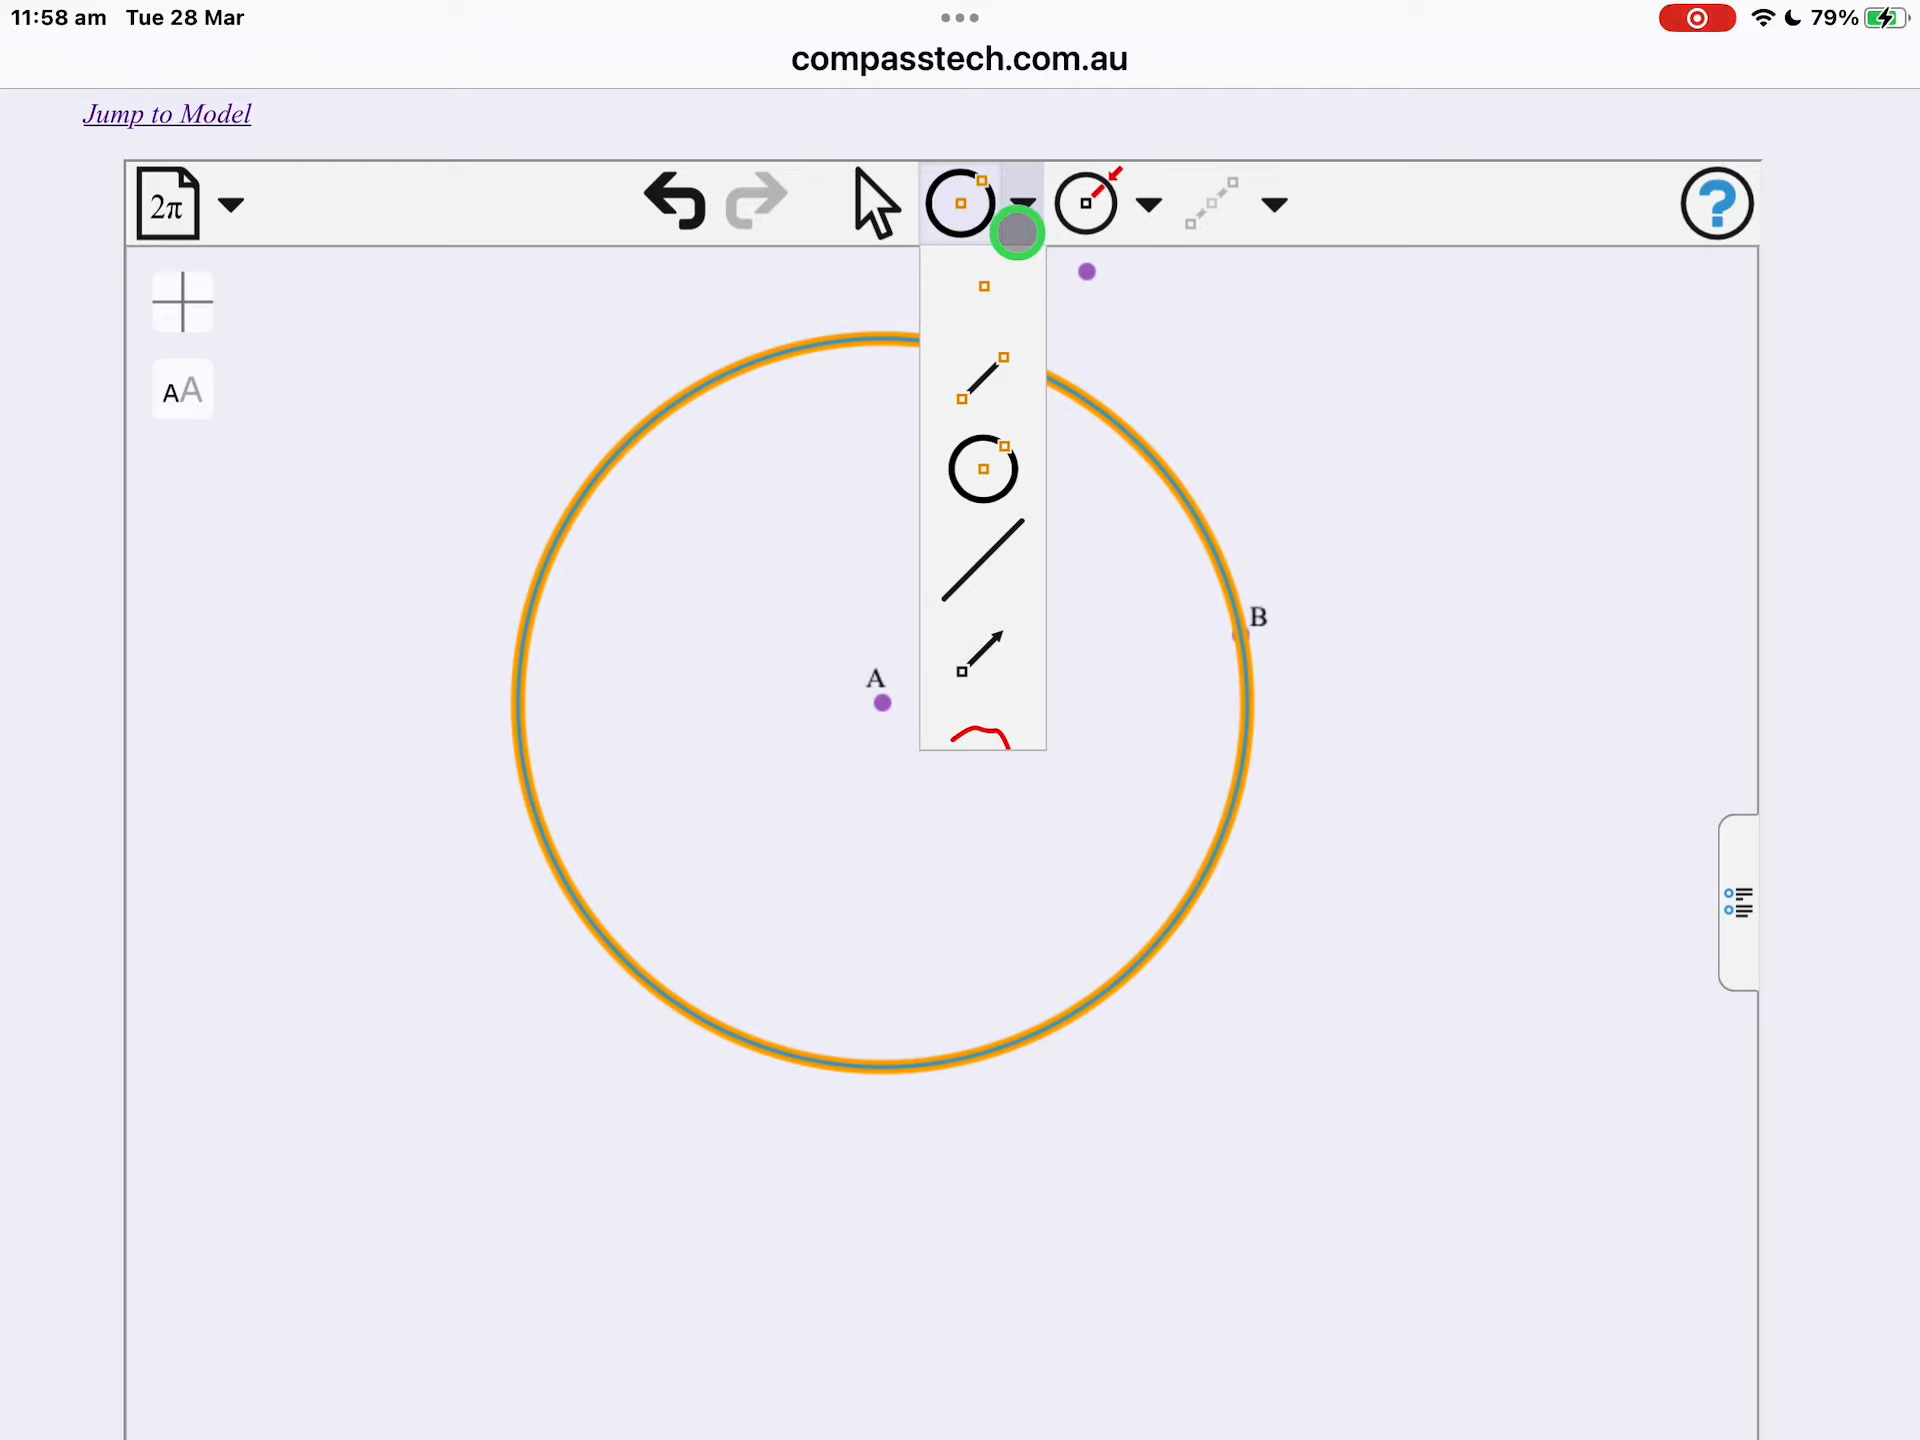 11:58 am Tue 28 Mar
79%
compasstech.com.au
Jump to Model
2π
?
AA
B
A